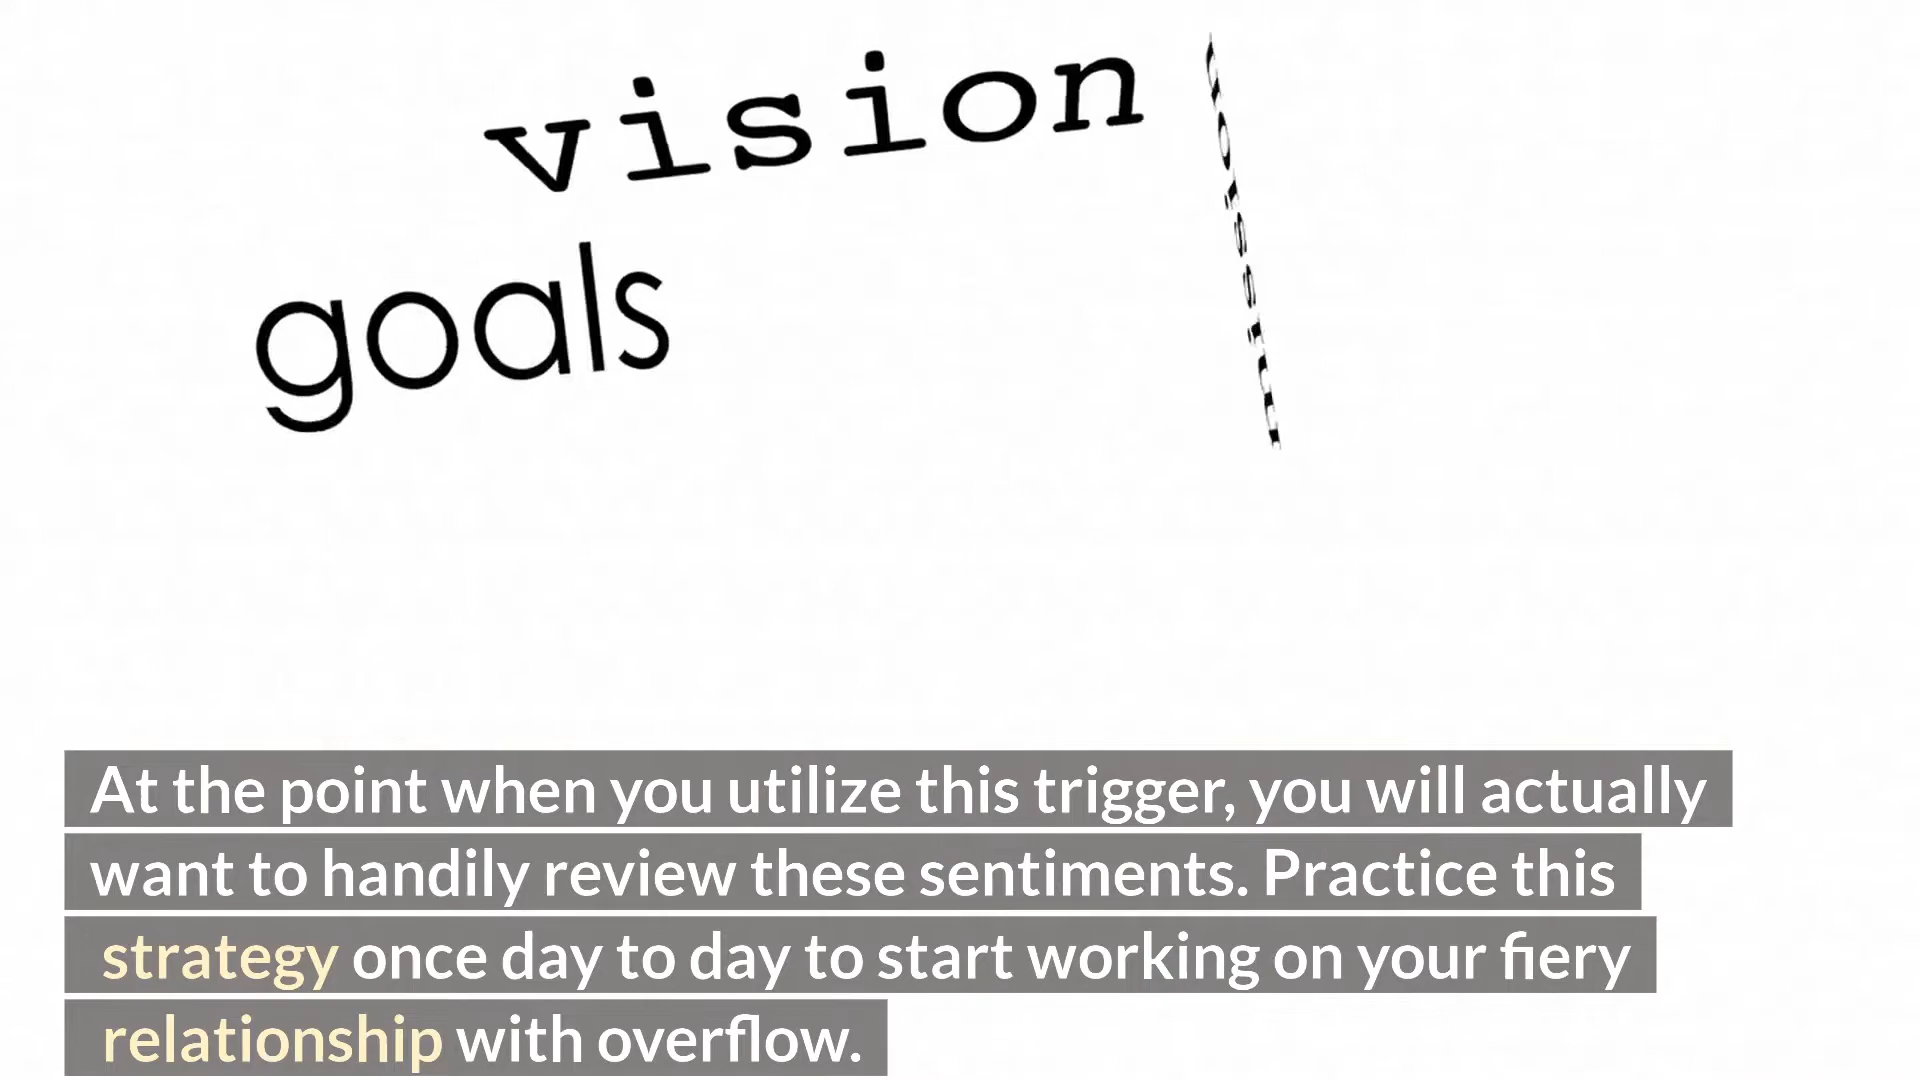 vision
goals
At the point when you utilize this trigger, you will actually
want to handily review these sentiments. Practice this
strategy once day to day to start working on your fiery
relationship with overflow.